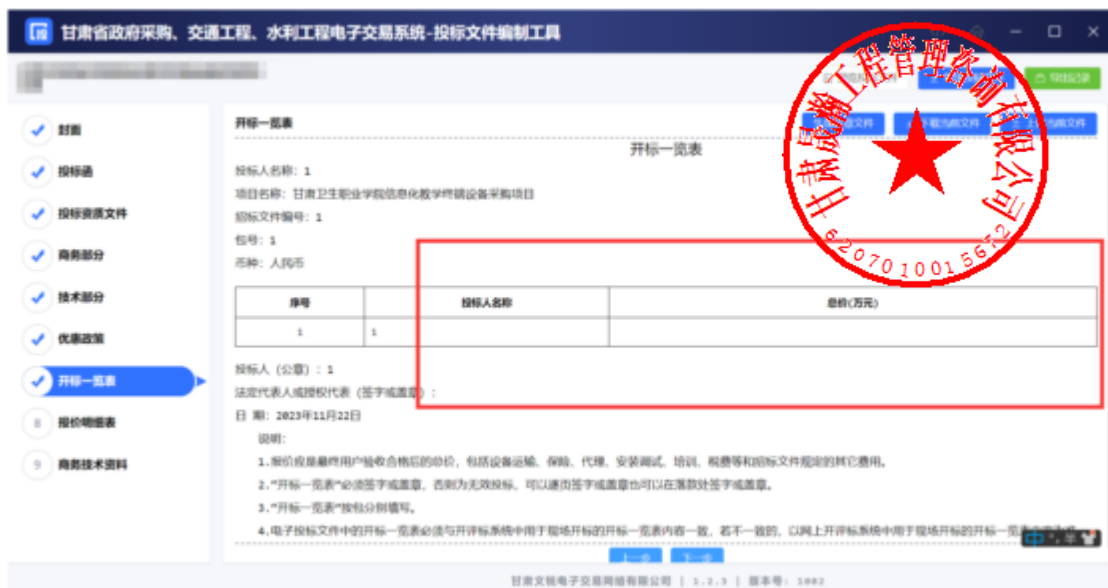 甘肃省政府采购、交通工程、水利工程电子交易系统-投标文件编制工具
导出记录
封面
投标函
投标资质文件
商务部分
技术部分
优惠政策
开标一览表
8 报价明细表
9 商务技术资料
开标一览表
下载当前文件
上传当前文件
开标一览表
投标人名称: 1
项目名称: 甘肃卫生职业学院信息化教学终端设备采购项目
招标文件编号: 1
包号: 1
币种: 人民币
序号 投标人名称 总价(万元)
1 1
投标人 (公章) : 1
法定代表人或授权代表 (签字或盖章) :
日 期: 2023年11月22日
说明:
1.报价应是最终用户验收合格后的总价, 包括设备运输、保险、代理、安装调试、培训、税费等和招标文件规定的其它费用。
2."开标一览表"必须签字或盖章, 否则为无效投标, 可以逐页签字或盖章也可以在落款处签字或盖章。
3."开标一览表"按包分别填写。
4.电子投标文件中的开标一览表必须与开评标系统中用于现场开标的开标一览表内容一致, 若不一致的, 以网上开评标系统中用于现场开标的开标一览表
上一步 下一步
甘肃文锐电子交易网络有限公司 | 1.2.3 | 版本号: 1002
中 半
工程管理咨询有限公司
6207010015672